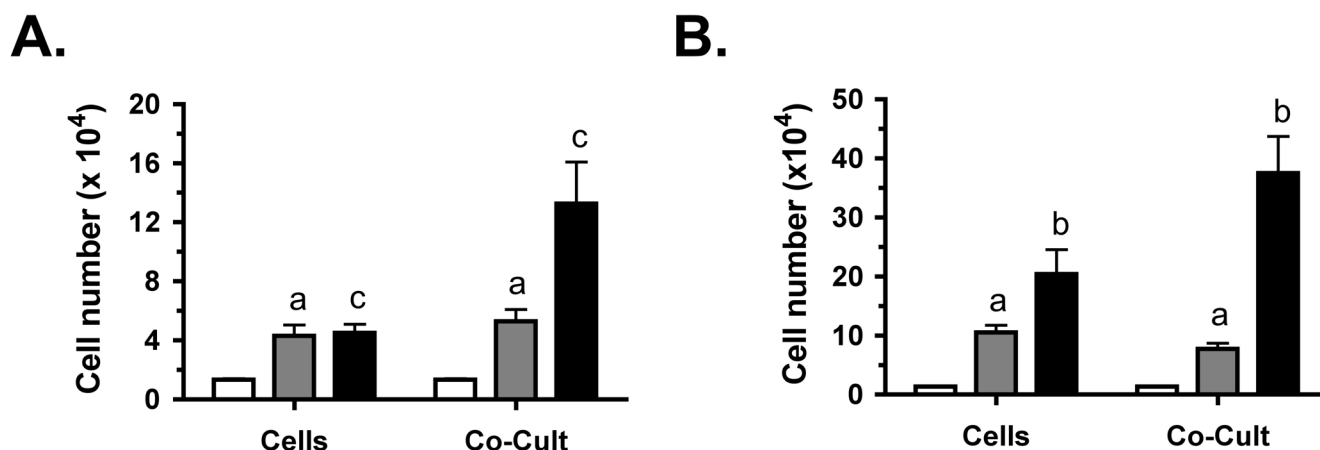 A.
Cell number (x 10⁴)
20
16
12
8
4
0
a
c
a
c
Cells
Co-Cult
B.
Cell number (x10⁴)
50
40
30
20
10
0
a
b
a
b
Cells
Co-Cult